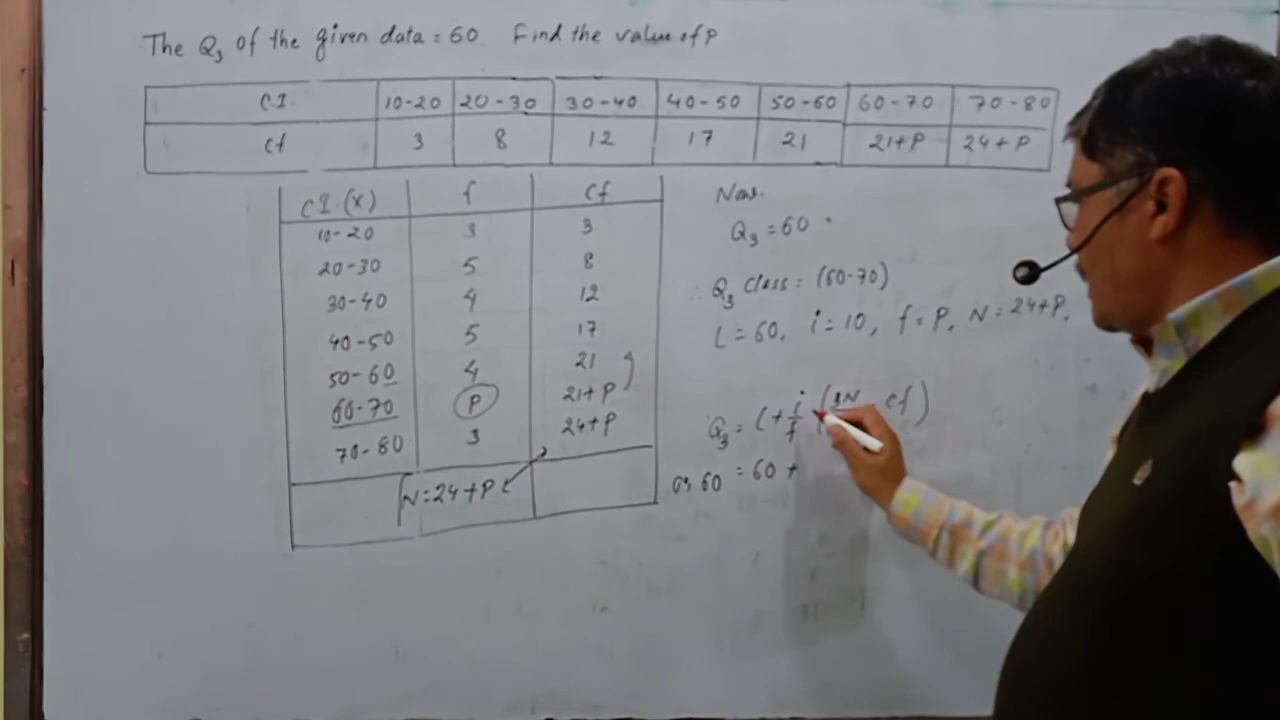 The Q3 of the given data = 60. Find the value of P
C.I. 10-20 20-30 30-40 40-50 50-60 60-70 70-80
Cf 3 8 12 17 21 21+P 24+P
C.I.(x) f Cf
10-20 3 3
20-30 5 8
30-40 4 12
40-50 5 17
50-60 4 21
60-70 P 21+P
70-80 3 24+P
N=24+P
Now.
Q3 = 60
∴ Q3 Class = (60-70)
L = 60, i = 10, f = P, N = 24+P,
Q3 = L + i/f (3N cf)
or 60 = 60 +